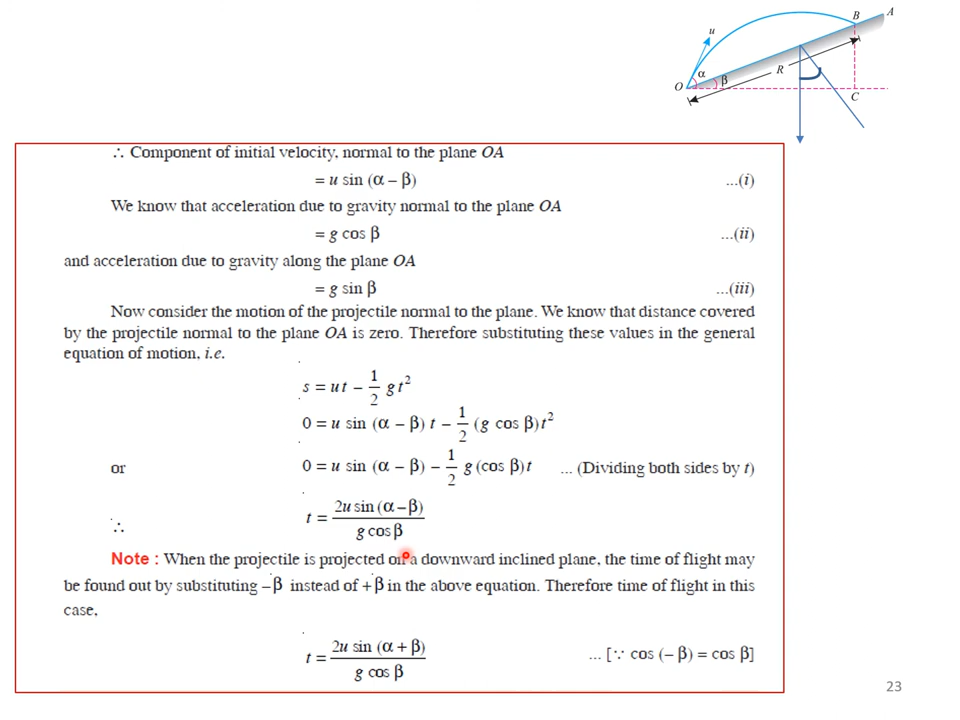 B
A
u
α
β
R
O
C
∴ Component of initial velocity, normal to the plane OA
= u sin (α – β) ...(i)
We know that acceleration due to gravity normal to the plane OA
= g cos β ...(ii)
and acceleration due to gravity along the plane OA
= g sin β ...(iii)
Now consider the motion of the projectile normal to the plane. We know that distance covered
by the projectile normal to the plane OA is zero. Therefore substituting these values in the general
equation of motion, i.e.
s = ut – 1/2 gt²
0 = u sin (α – β) t – 1/2 (g cos β)t²
or 0 = u sin (α – β) – 1/2 g (cos β)t ... (Dividing both sides by t)
∴ t = 2u sin (α–β) / g cos β
Note : When the projectile is projected on a downward inclined plane, the time of flight may
be found out by substituting –β instead of +β in the above equation. Therefore time of flight in this
case,
t = 2u sin (α + β) / g cos β ... [∵ cos (– β) = cos β]
23